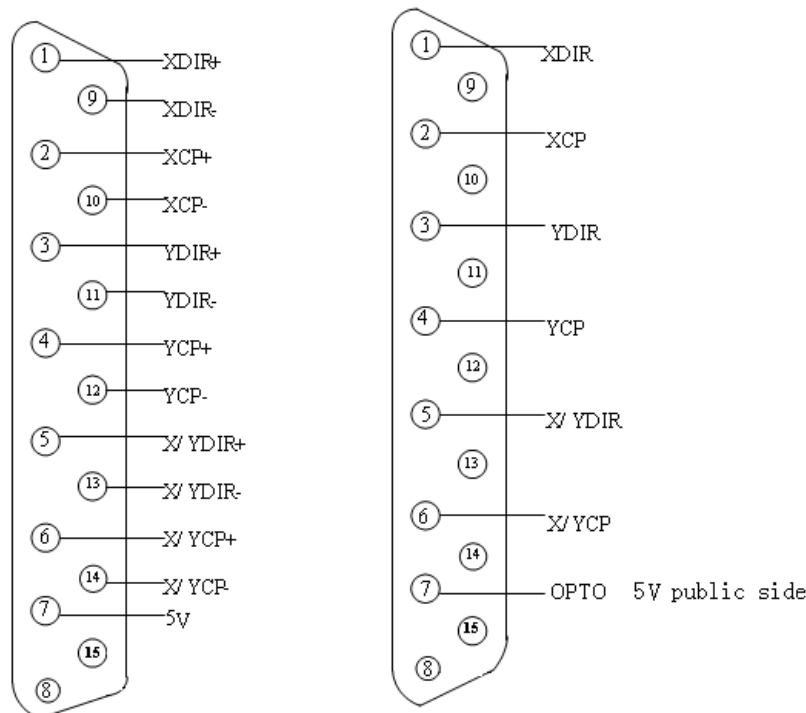 1 XDIR+
9 XDIR-
2 XCP+
10 XCP-
3 YDIR+
11 YDIR-
4 YCP+
12 YCP-
5 X/YDIR+
13 X/YDIR-
6 X/YCP+
14 X/YCP-
7 5V
15
8
1 XDIR
9
2 XCP
10
3 YDIR
11
4 YCP
12
5 X/YDIR
13
6 X/YCP
14
7 OPTO 5V public side
15
8